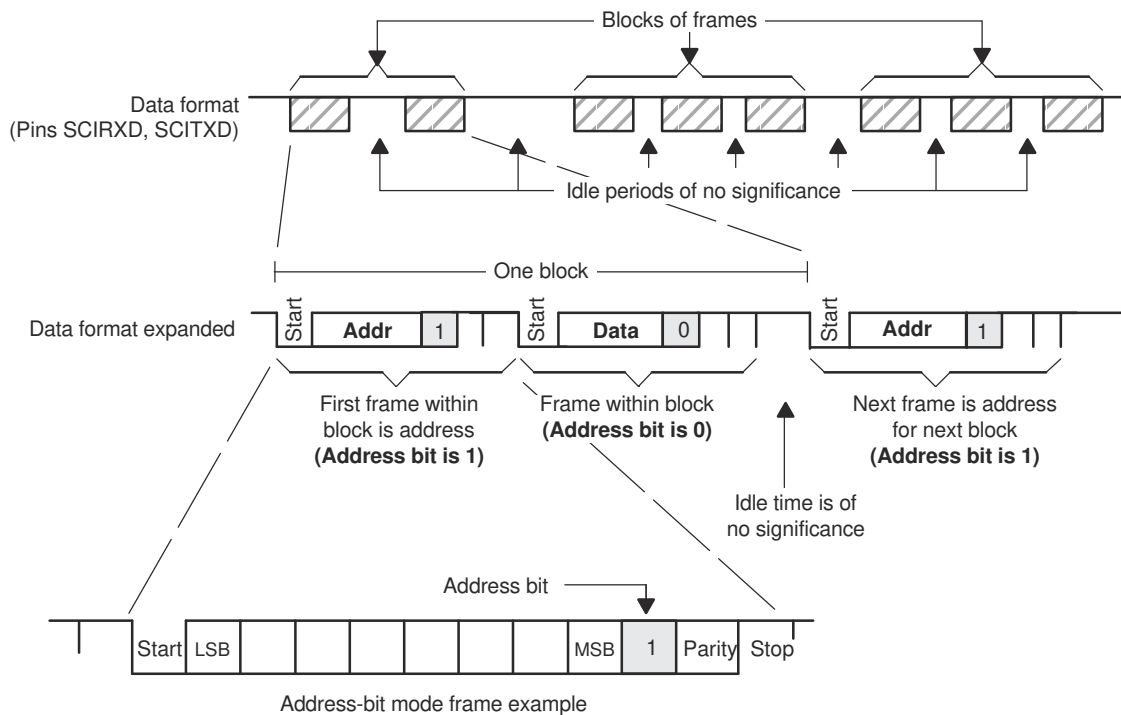 Blocks of frames
Data format
(Pins SCIRXD, SCITXD)
Idle periods of no significance
One block
Data format expanded
Start
Addr
1
Start
Data
0
Start
Addr
1
First frame within
block is address
(Address bit is 1)
Frame within block
(Address bit is 0)
Next frame is address
for next block
(Address bit is 1)
Idle time is of
no significance
Address bit
Start
LSB
MSB
1
Parity
Stop
Address-bit mode frame example